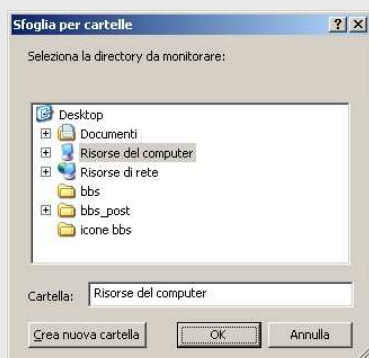 Sfoglia per cartelle
Seleziona la directory da monitorare:
Desktop
Documenti
Risorse del computer
Risorse di rete
bbs
bbs_post
icone bbs
Cartella: Risorse del computer
Crea nuova cartella OK Annulla